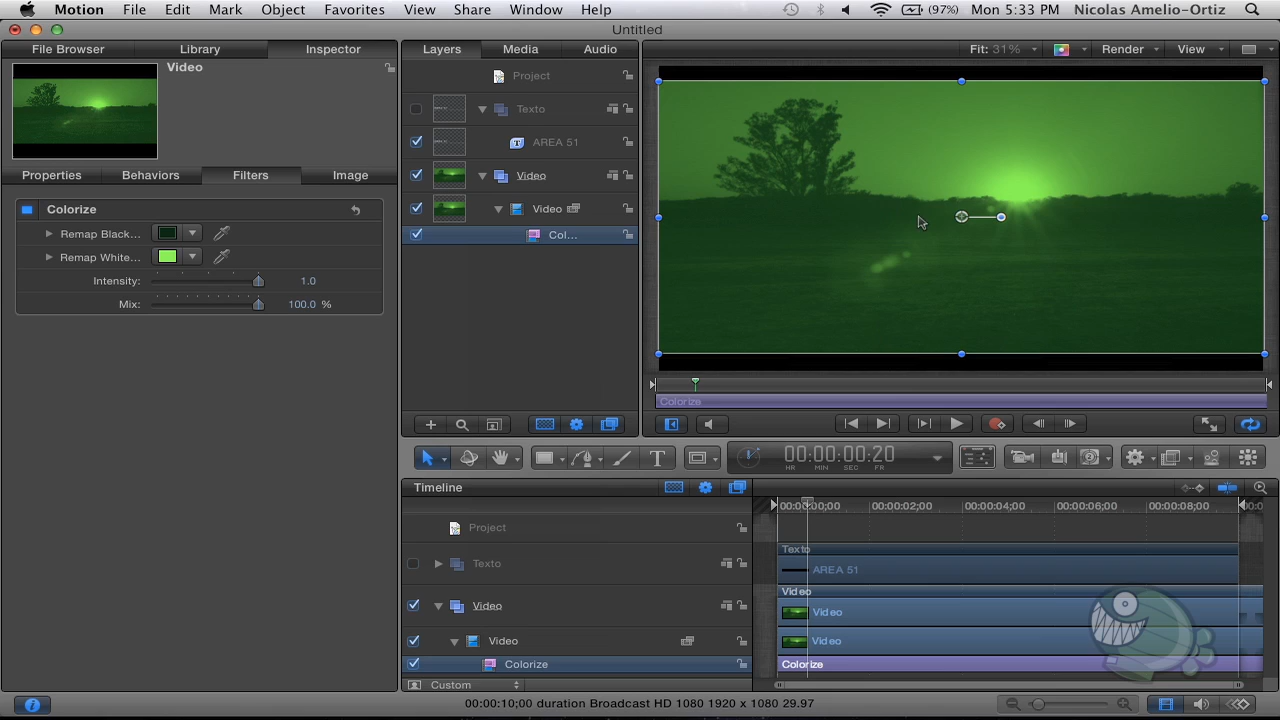 Motion File Edit Mark Object Favorites View Share Window Help (97%) Mon 5:33 PM Nicolas Amelio-Ortiz
Untitled
File Browser Library Inspector Layers Media Audio Fit: 31% Render View
Video
Project
Texto
AREA 51
Properties Behaviors Filters Image
Video
Colorize
Video
Remap Black...
Col...
Remap White...
Intensity: 1.0
Mix: 100.0 %
Colorize
T
00:00:00:20
HR MIN SEC FR
Timeline
00:00:02;00 00:00:04;00 00:00:06;00 00:00:08;00
Project
Texto
Texto
AREA 51
Video
Video
Video
Video
Video
Colorize
Colorize
Custom
00:00:10;00 duration Broadcast HD 1080 1920 x 1080 29.97